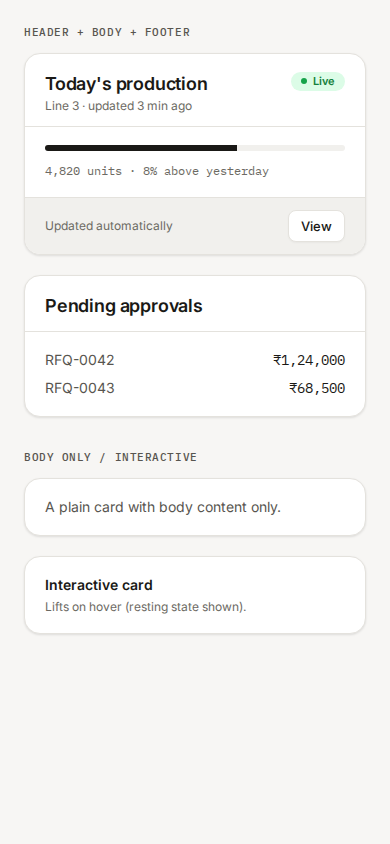 HEADER + BODY + FOOTER
Today's production
Live
Line 3 · updated 3 min ago
4,820 units · 8% above yesterday
Updated automatically
View
Pending approvals
RFQ-0042 ₹1,24,000
RFQ-0043 ₹68,500
BODY ONLY / INTERACTIVE
A plain card with body content only.
Interactive card
Lifts on hover (resting state shown).